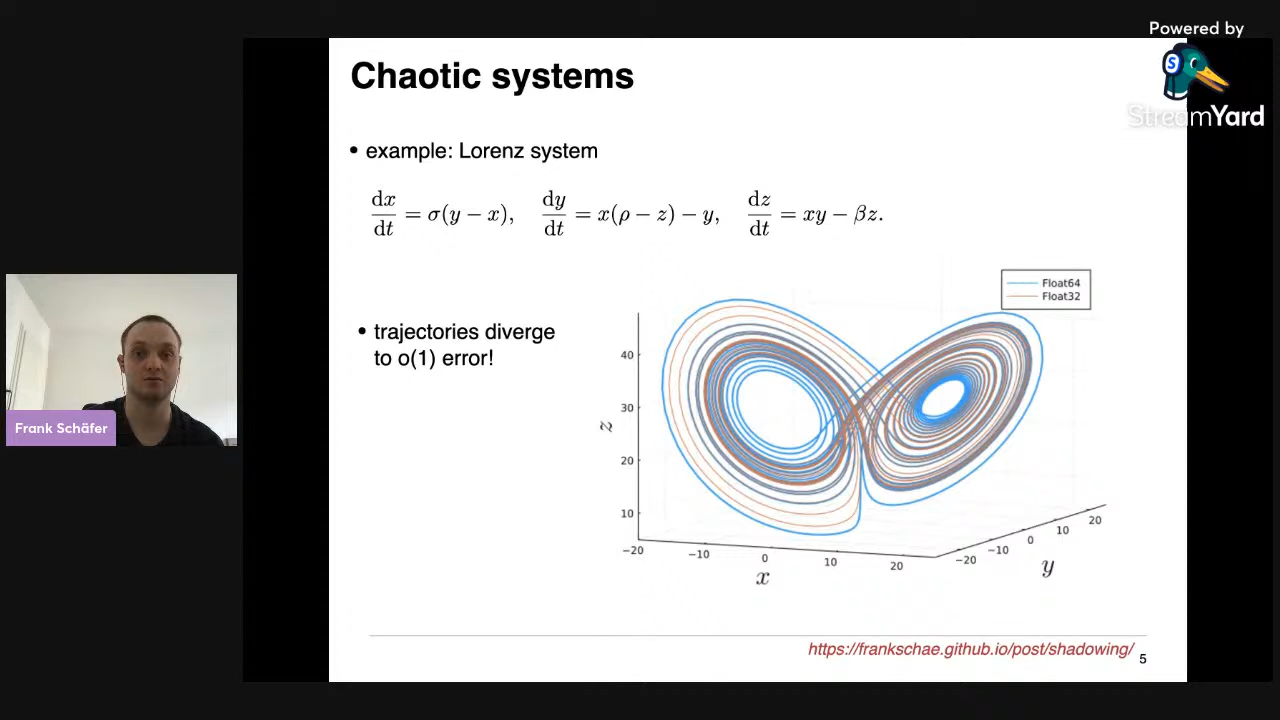 Powered by
StreamYard
Chaotic systems
• example: Lorenz system
dx/dt = σ(y − x), dy/dt = x(ρ − z) − y, dz/dt = xy − βz.
• trajectories diverge
to o(1) error!
Float64
Float32
40
30
20
10
z
−20 −10 0 10 20
x
−20 −10 0 10 20
y
Frank Schäfer
https://frankschae.github.io/post/shadowing/
5